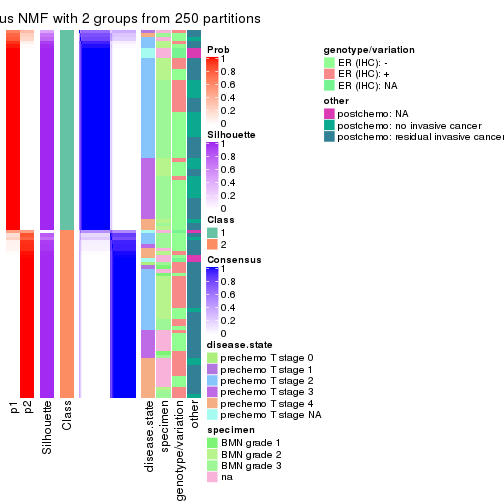 us NMF with 2 groups from 250 partitions
Prob
1
0.8
0.6
0.4
0.2
0
Silhouette
1
0.8
0.6
0.4
0.2
0
Class
1
2
Consensus
1
0.8
0.6
0.4
0.2
0
disease.state
prechemo T stage 0
prechemo T stage 1
prechemo T stage 2
prechemo T stage 3
prechemo T stage 4
prechemo T stage NA
specimen
BMN grade 1
BMN grade 2
BMN grade 3
na
genotype/variation
ER (IHC): -
ER (IHC): +
ER (IHC): NA
other
postchemo: NA
postchemo: no invasive cancer
postchemo: residual invasive cancer
p1
p2
Silhouette
Class
disease.state
specimen
genotype/variation
other